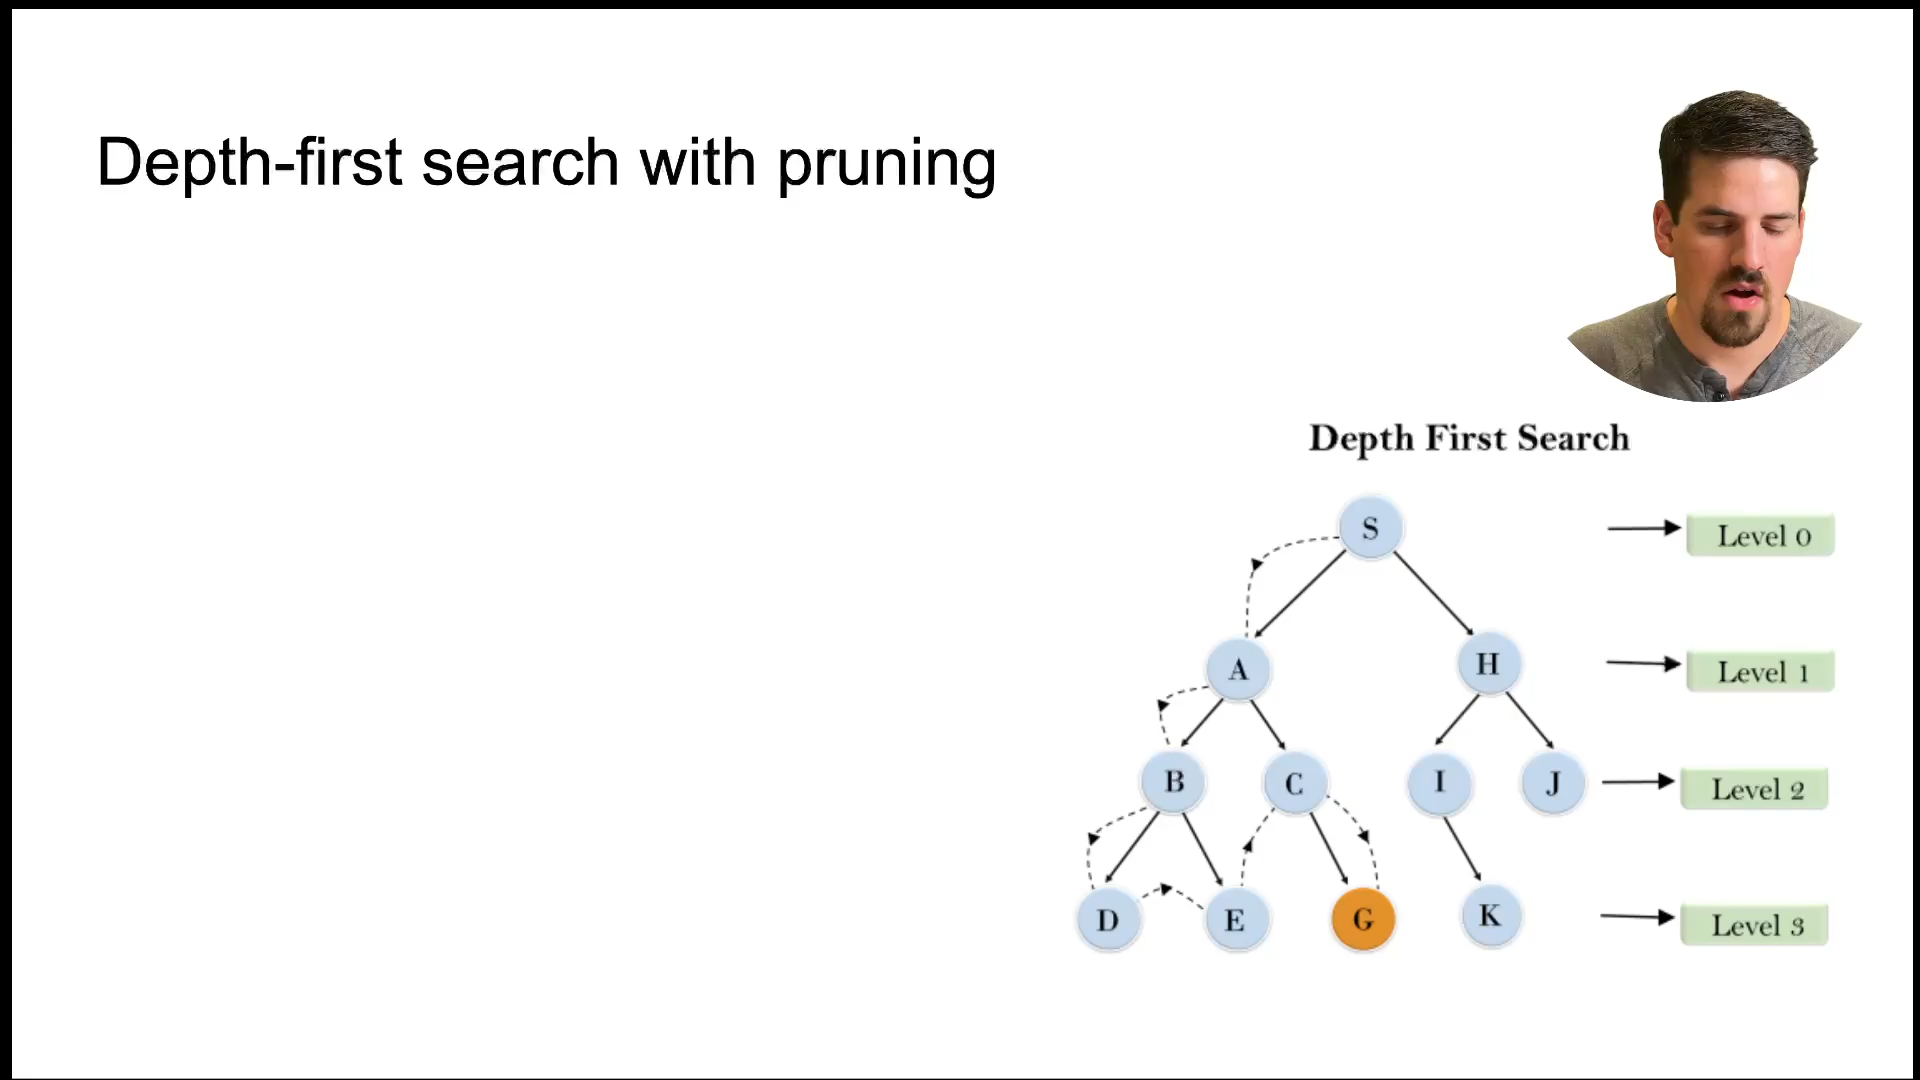 Depth-first search with pruning
Depth First Search
S
Level 0
A
H
Level 1
B
C
I
J
Level 2
D
E
G
K
Level 3